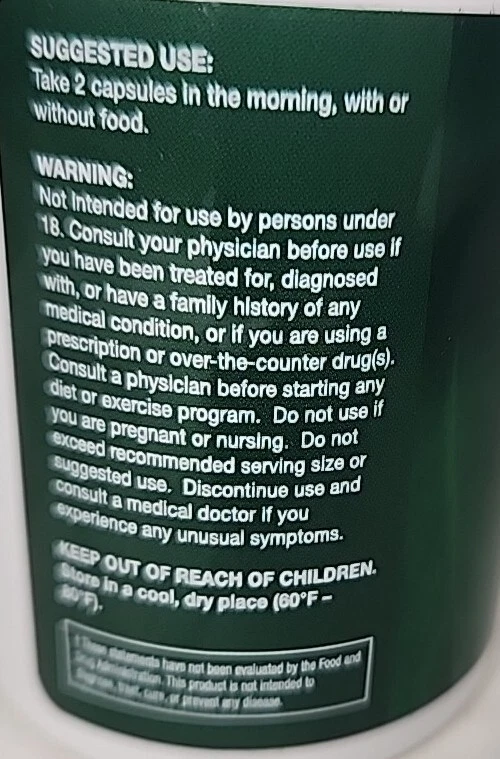 SUGGESTED USE:
Take 2 capsules in the morning, with or
without food.
WARNING:
Not intended for use by persons under
18. Consult your physician before use if
you have been treated for, diagnosed
with, or have a family history of any
medical condition, or if you are using a
prescription or over-the-counter drug(s).
Consult a physician before starting any
diet or exercise program. Do not use if
you are pregnant or nursing. Do not
exceed recommended serving size or
suggested use. Discontinue use and
consult a medical doctor if you
experience any unusual symptoms.
KEEP OUT OF REACH OF CHILDREN.
Store in a cool, dry place (60°F –
80°F).
† These statements have not been evaluated by the Food and
Drug Administration. This product is not intended to
diagnose, treat, cure, or prevent any disease.